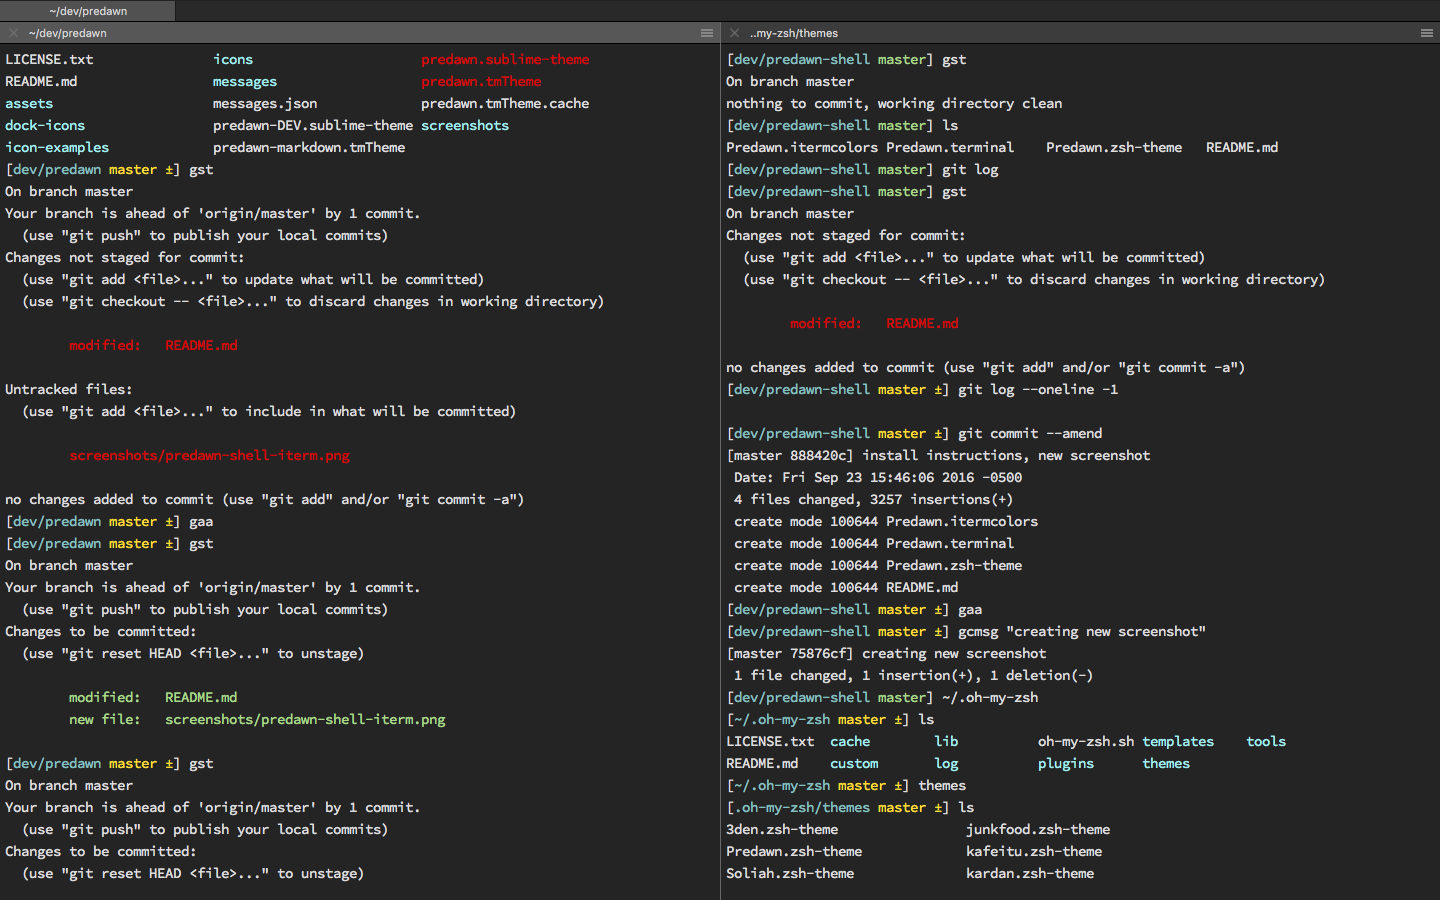 ~/dev/predawn
~/dev/predawn
LICENSE.txt icons predawn.sublime-theme
README.md messages predawn.tmTheme
assets messages.json predawn.tmTheme.cache
dock-icons predawn-DEV.sublime-theme screenshots
icon-examples predawn-markdown.tmTheme
[dev/predawn master ±] gst
On branch master
Your branch is ahead of 'origin/master' by 1 commit.
(use "git push" to publish your local commits)
Changes not staged for commit:
(use "git add <file>..." to update what will be committed)
(use "git checkout -- <file>..." to discard changes in working directory)
modified: README.md
Untracked files:
(use "git add <file>..." to include in what will be committed)
screenshots/predawn-shell-iterm.png
no changes added to commit (use "git add" and/or "git commit -a")
[dev/predawn master ±] gaa
[dev/predawn master ±] gst
On branch master
Your branch is ahead of 'origin/master' by 1 commit.
(use "git push" to publish your local commits)
Changes to be committed:
(use "git reset HEAD <file>..." to unstage)
modified: README.md
new file: screenshots/predawn-shell-iterm.png
[dev/predawn master ±] gst
On branch master
Your branch is ahead of 'origin/master' by 1 commit.
(use "git push" to publish your local commits)
Changes to be committed:
(use "git reset HEAD <file>..." to unstage)
..my-zsh/themes
[dev/predawn-shell master] gst
On branch master
nothing to commit, working directory clean
[dev/predawn-shell master] ls
Predawn.itermcolors Predawn.terminal Predawn.zsh-theme README.md
[dev/predawn-shell master] git log
[dev/predawn-shell master] gst
On branch master
Changes not staged for commit:
(use "git add <file>..." to update what will be committed)
(use "git checkout -- <file>..." to discard changes in working directory)
modified: README.md
no changes added to commit (use "git add" and/or "git commit -a")
[dev/predawn-shell master ±] git log --oneline -1
[dev/predawn-shell master ±] git commit --amend
[master 888420c] install instructions, new screenshot
Date: Fri Sep 23 15:46:06 2016 -0500
4 files changed, 3257 insertions(+)
create mode 100644 Predawn.itermcolors
create mode 100644 Predawn.terminal
create mode 100644 Predawn.zsh-theme
create mode 100644 README.md
[dev/predawn-shell master ±] gaa
[dev/predawn-shell master ±] gcmsg "creating new screenshot"
[master 75876cf] creating new screenshot
1 file changed, 1 insertion(+), 1 deletion(-)
[dev/predawn-shell master] ~/.oh-my-zsh
[~/.oh-my-zsh master ±] ls
LICENSE.txt cache lib oh-my-zsh.sh templates tools
README.md custom log plugins themes
[~/.oh-my-zsh master ±] themes
[.oh-my-zsh/themes master ±] ls
3den.zsh-theme junkfood.zsh-theme
Predawn.zsh-theme kafeitu.zsh-theme
Soliah.zsh-theme kardan.zsh-theme